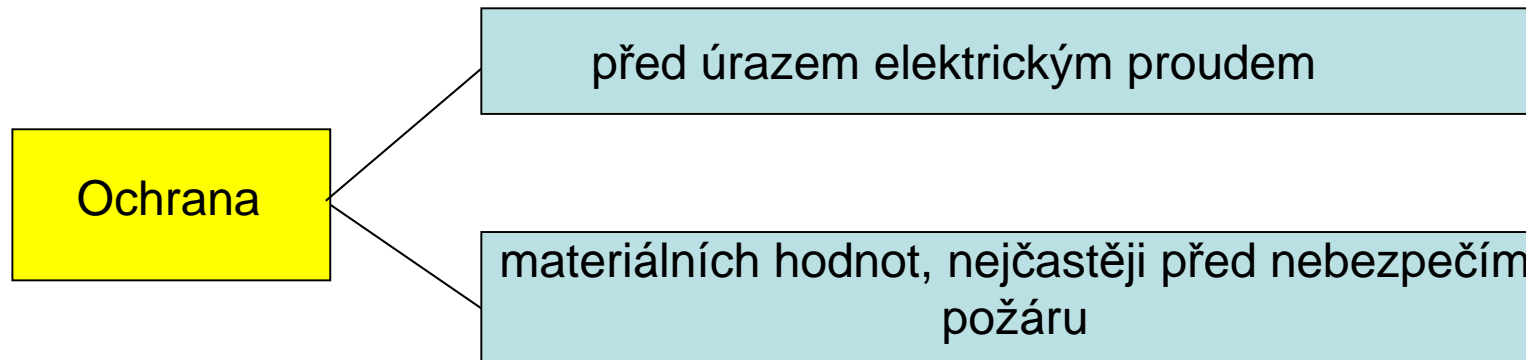 před úrazem elektrickým proudem
Ochrana
materiálních hodnot, nejčastěji před nebezpečím
požáru